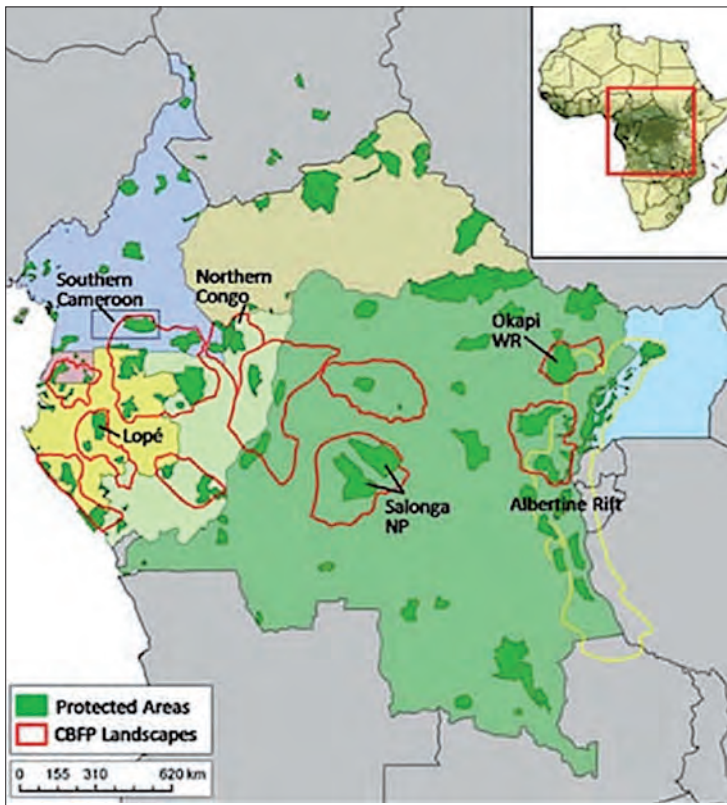 Southern
Cameroon
Northern
Congo
Okapi
WR
Lopé
Salonga
NP
Albertine Rift
Protected Areas
CBFP Landscapes
0 155 310 620 km